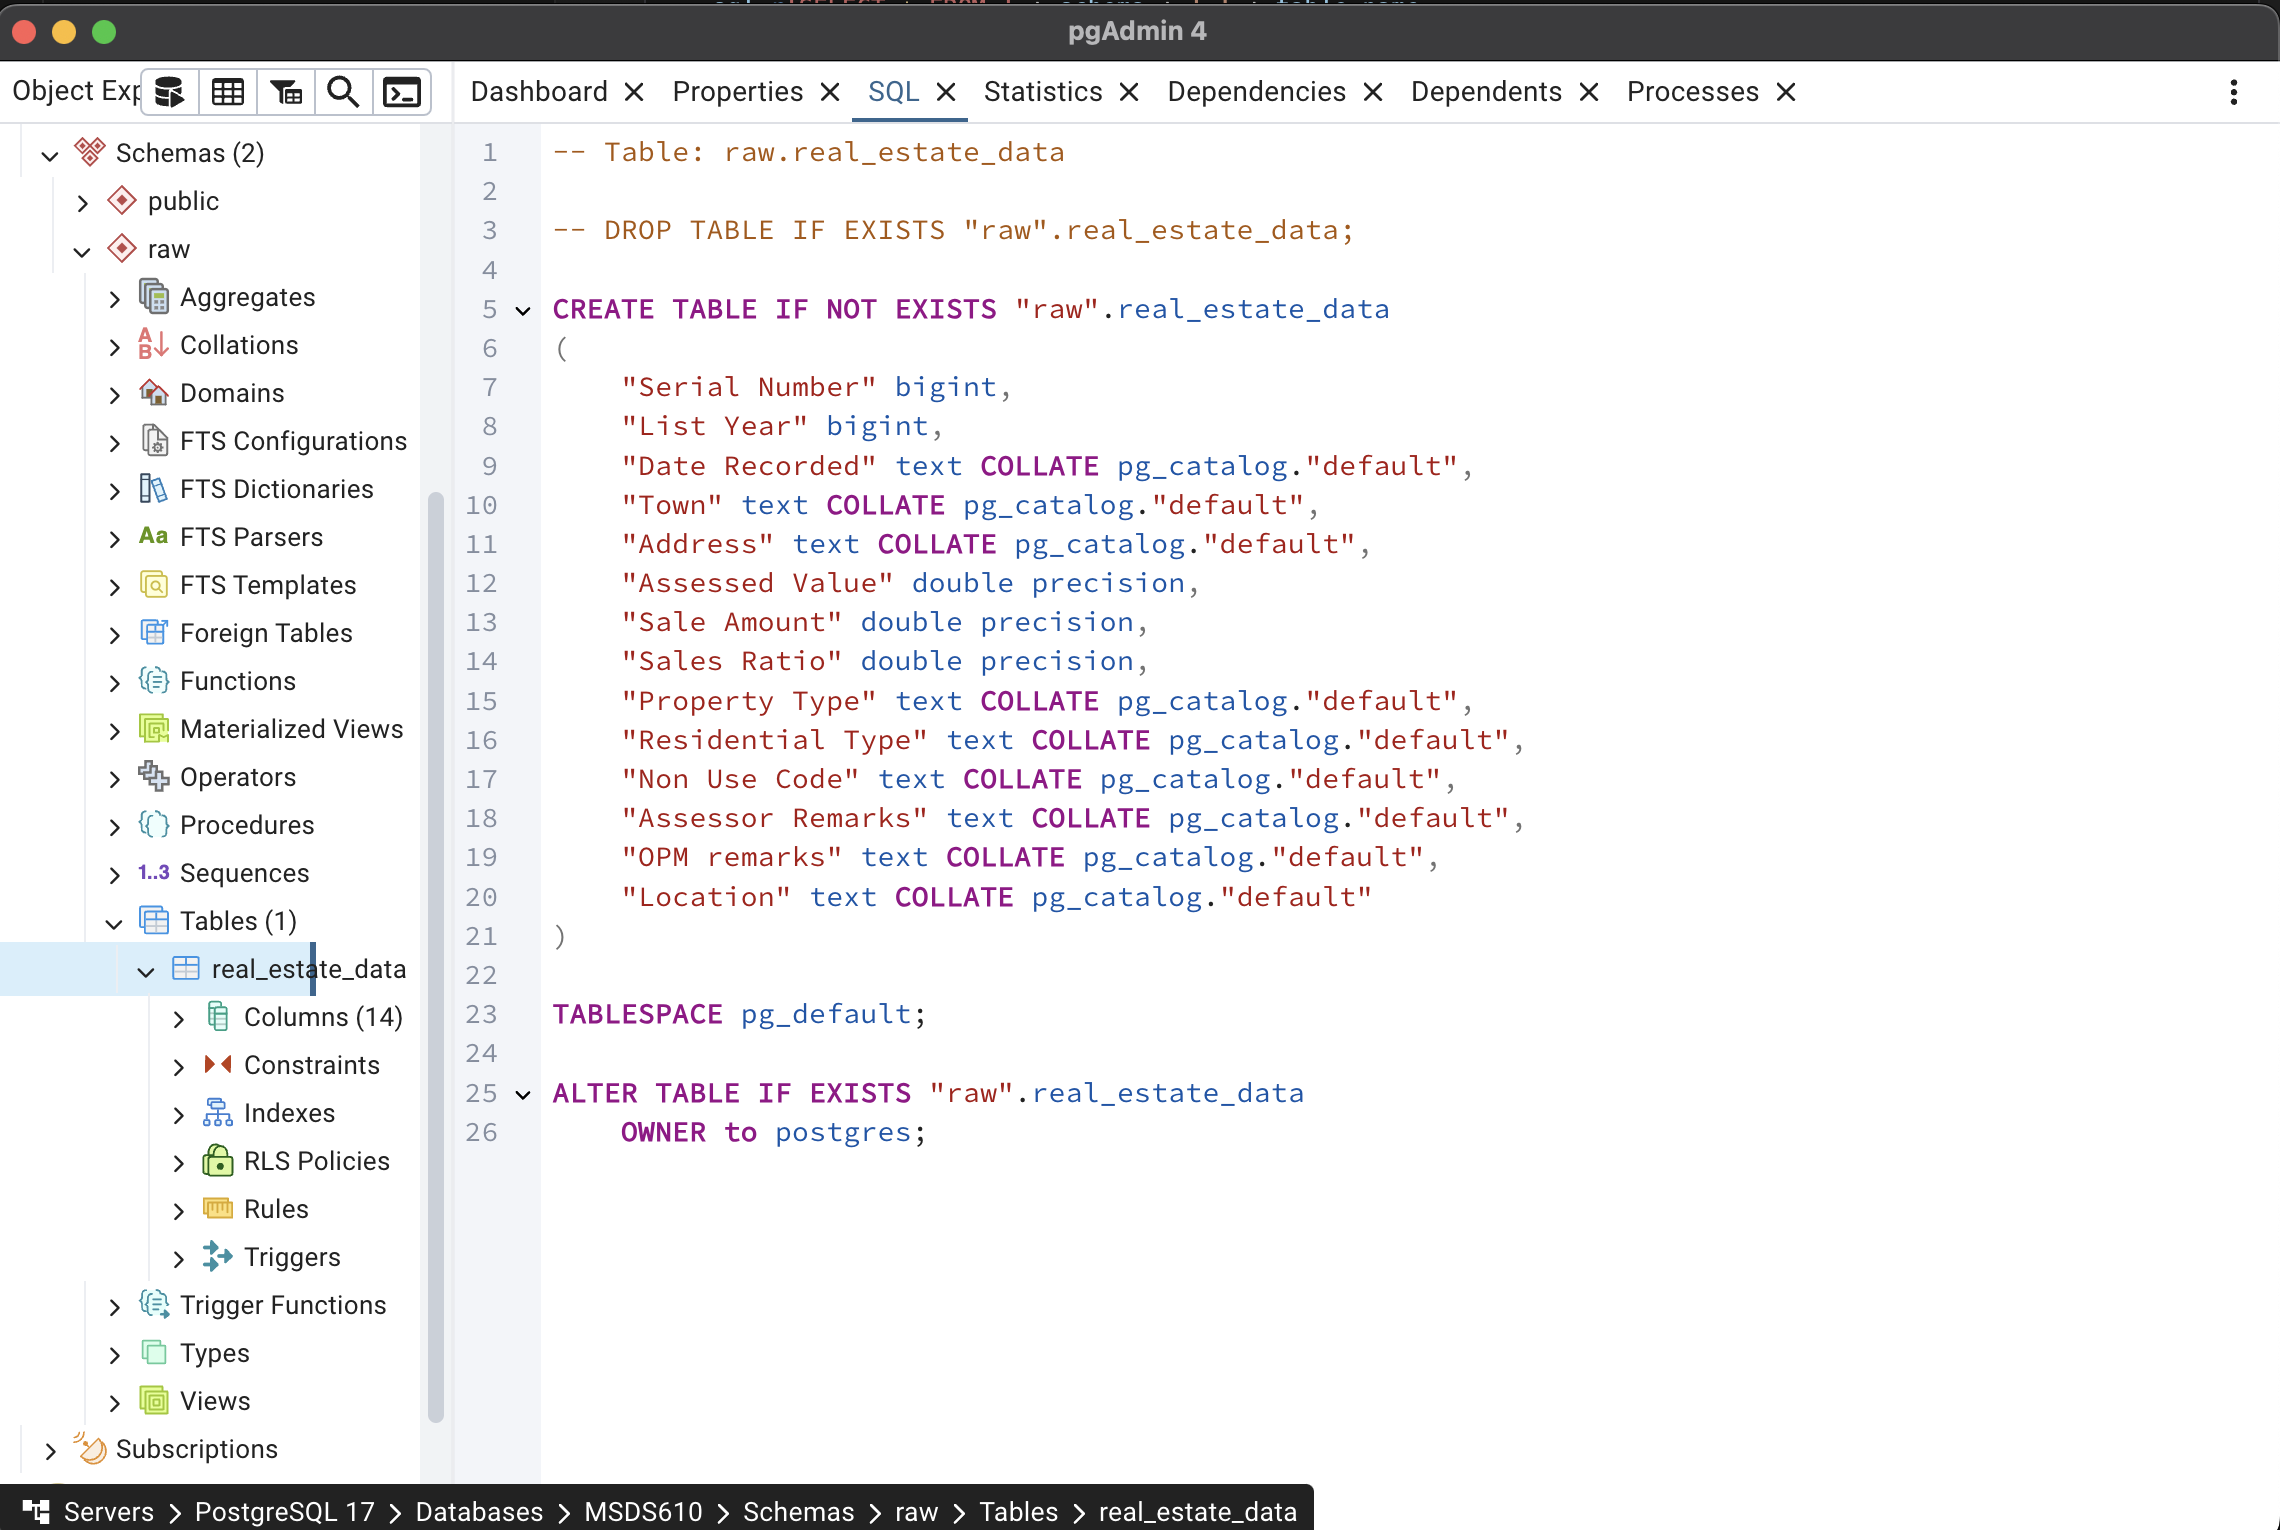 pgAdmin 4
Object Exp
Dashboard Properties SQL Statistics Dependencies Dependents Processes
Schemas (2)
public
raw
Aggregates
Collations
Domains
FTS Configurations
FTS Dictionaries
Aa FTS Parsers
FTS Templates
Foreign Tables
Functions
Materialized Views
Operators
Procedures
1..3 Sequences
Tables (1)
real_estate_data
Columns (14)
Constraints
Indexes
RLS Policies
Rules
Triggers
Trigger Functions
Types
Views
Subscriptions
1 -- Table: raw.real_estate_data
2
3 -- DROP TABLE IF EXISTS "raw".real_estate_data;
4
5 CREATE TABLE IF NOT EXISTS "raw".real_estate_data
6 (
7 "Serial Number" bigint,
8 "List Year" bigint,
9 "Date Recorded" text COLLATE pg_catalog."default",
10 "Town" text COLLATE pg_catalog."default",
11 "Address" text COLLATE pg_catalog."default",
12 "Assessed Value" double precision,
13 "Sale Amount" double precision,
14 "Sales Ratio" double precision,
15 "Property Type" text COLLATE pg_catalog."default",
16 "Residential Type" text COLLATE pg_catalog."default",
17 "Non Use Code" text COLLATE pg_catalog."default",
18 "Assessor Remarks" text COLLATE pg_catalog."default",
19 "OPM remarks" text COLLATE pg_catalog."default",
20 "Location" text COLLATE pg_catalog."default"
21 )
22
23 TABLESPACE pg_default;
24
25 ALTER TABLE IF EXISTS "raw".real_estate_data
26 OWNER to postgres;
Servers > PostgreSQL 17 > Databases > MSDS610 > Schemas > raw > Tables > real_estate_data